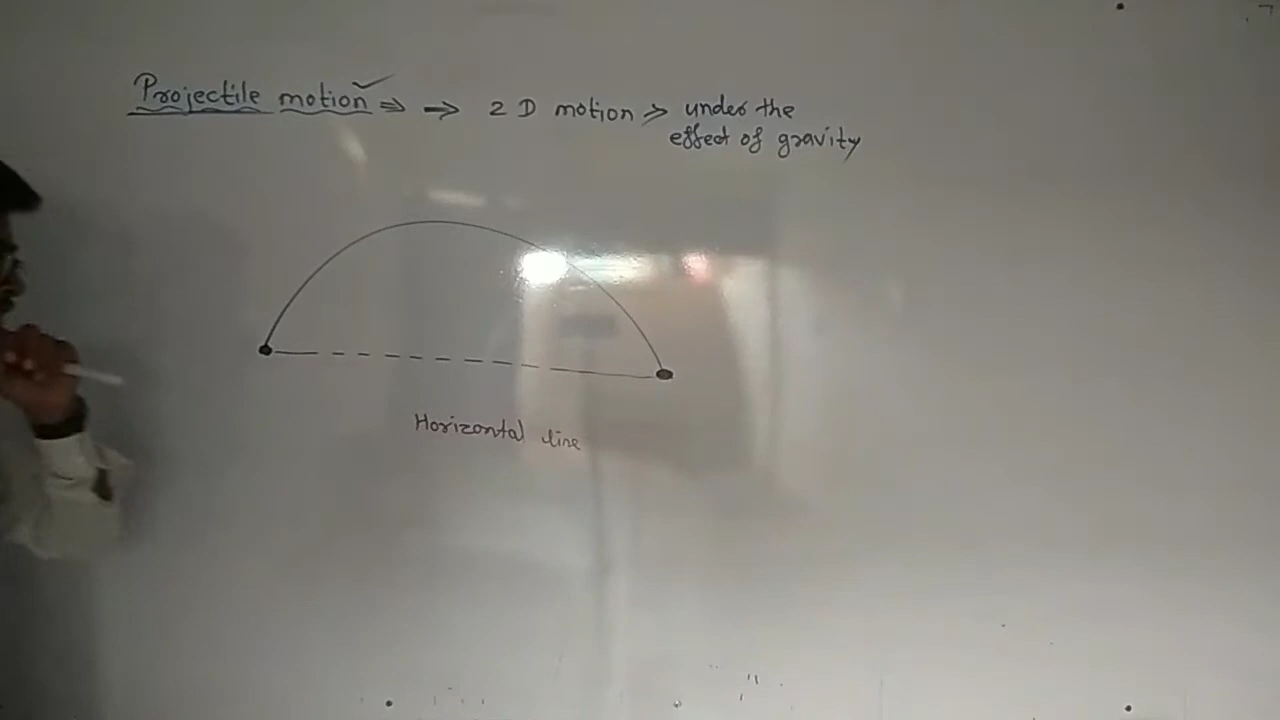 Projectile motion ⇒ → 2 D motion > under the
effect of gravity
Horizontal line